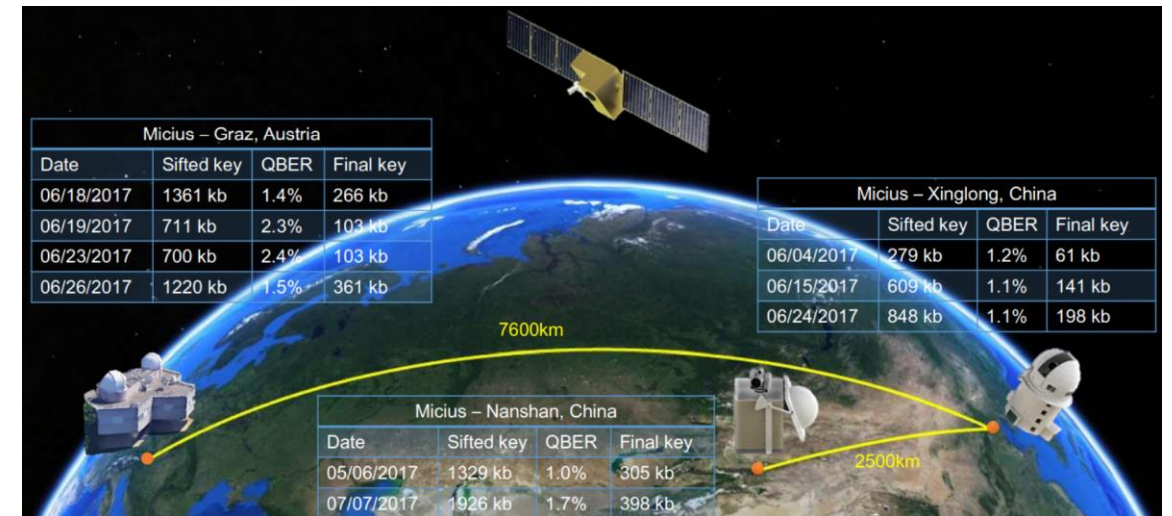 Micius – Graz, Austria
Date Sifted key QBER Final key
06/18/2017 1361 kb 1.4% 266 kb
06/19/2017 711 kb 2.3% 103 kb
06/23/2017 700 kb 2.4% 103 kb
06/26/2017 1220 kb 1.5% 361 kb
Micius – Xinglong, China
Date Sifted key QBER Final key
06/04/2017 279 kb 1.2% 61 kb
06/15/2017 609 kb 1.1% 141 kb
06/24/2017 848 kb 1.1% 198 kb
7600km
Micius – Nanshan, China
Date Sifted key QBER Final key
05/06/2017 1329 kb 1.0% 305 kb
07/07/2017 1926 kb 1.7% 398 kb
2500km